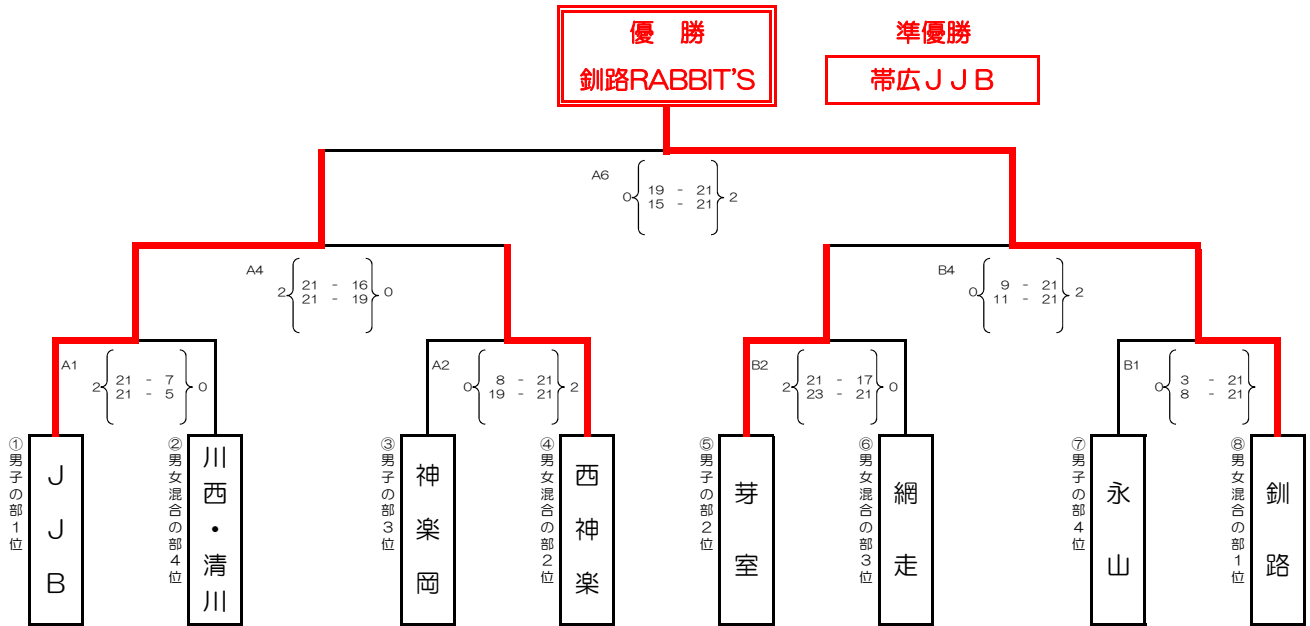 優　勝
釧路RABBIT'S
準優勝
帯広ＪＪＢ
A6
0 19 - 21 2
15 - 21
A4
2 21 - 16 0
21 - 19
B4
0 9 - 21 2
11 - 21
A1
2 21 - 7 0
21 - 5
A2
0 8 - 21 2
19 - 21
B2
2 21 - 17 0
23 - 21
B1
0 3 - 21
8 - 21
①男子の部１位
ＪＪＢ
②男女混合の部４位
川西・清川
③男子の部３位
神楽岡
④男女混合の部２位
西神楽
⑤男子の部２位
芽室
⑥男女混合の部３位
網走
⑦男子の部４位
永山
⑧男女混合の部１位
釧路